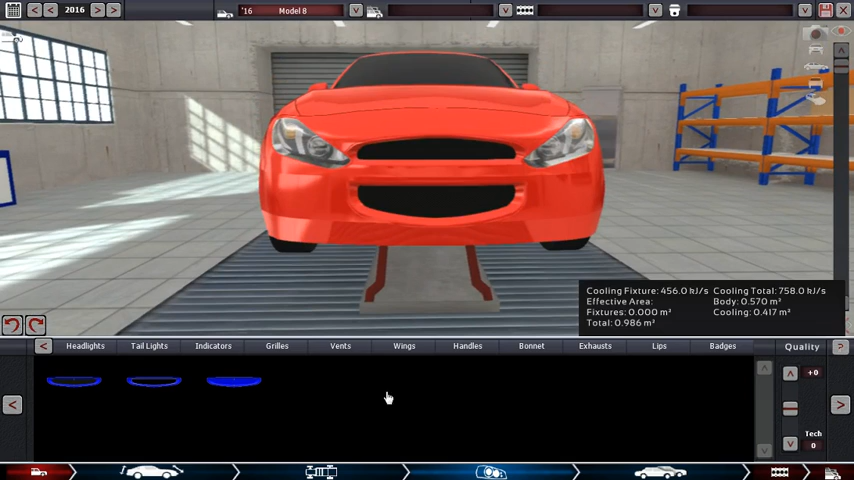 2016
'16 Model 8
Cooling Fixture: 456.0 kJ/s Cooling Total: 758.0 kJ/s
Effective Area: Body: 0.570 m²
Fixtures: 0.000 m² Cooling: 0.417 m²
Total: 0.986 m²
< Headlights Tail Lights Indicators Grilles Vents Wings Handles Bonnet Exhausts Lips Badges Quality ?
+0
Tech
0